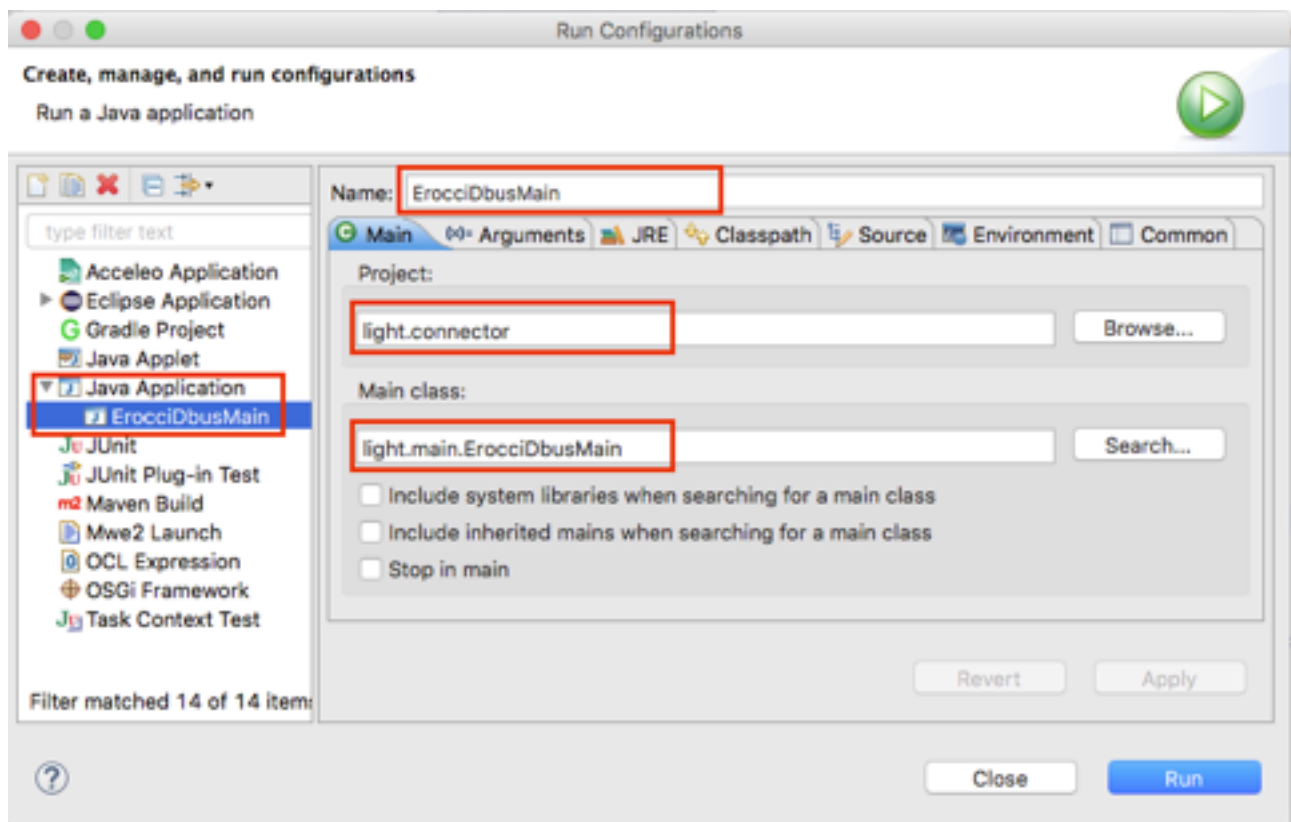 Run Configurations
Create, manage, and run configurations
Run a Java application
type filter text
Acceleo Application
Eclipse Application
Gradle Project
Java Applet
Java Application
ErocciDbusMain
JUnit
JUnit Plug-in Test
Maven Build
Mwe2 Launch
OCL Expression
OSGi Framework
Task Context Test
Filter matched 14 of 14 items
Name: ErocciDbusMain
Main Arguments JRE Classpath Source Environment Common
Project:
light.connector Browse...
Main class:
light.main.ErocciDbusMain Search...
Include system libraries when searching for a main class
Include inherited mains when searching for a main class
Stop in main
Revert Apply
Close Run